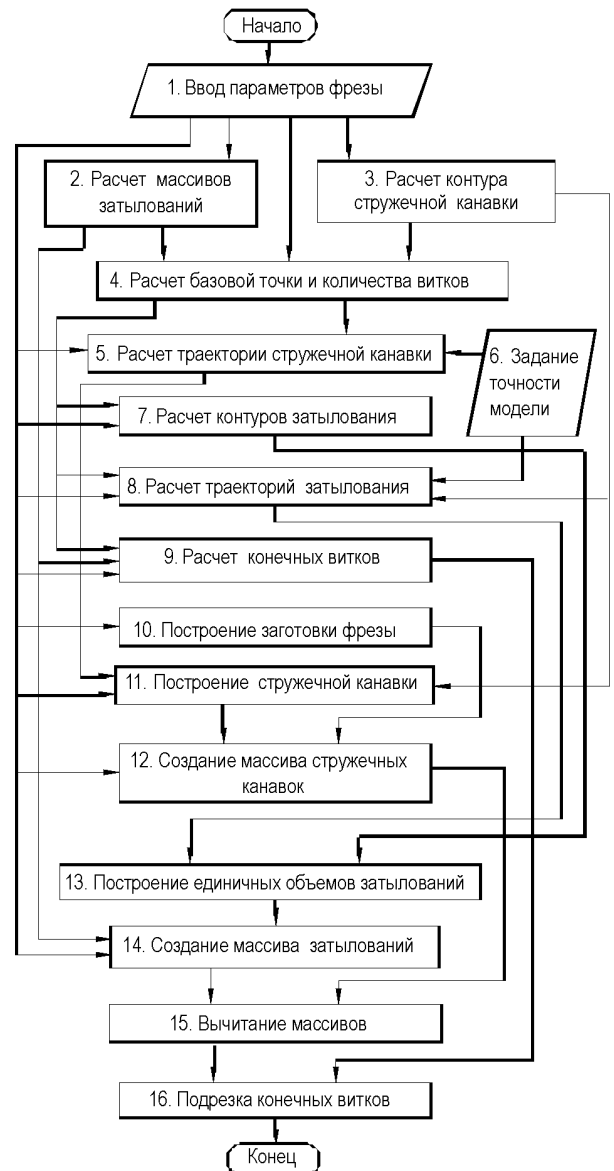 Начало
1. Ввод параметров фрезы
2. Расчет массивов
затылований
3. Расчет контура
стружечной канавки
4. Расчет базовой точки и количества витков
5. Расчет траектории стружечной канавки
6. Задание
точности
модели
7. Расчет контуров затылования
8. Расчет траекторий затылования
9. Расчет конечных витков
10. Построение заготовки фрезы
11. Построение стружечной канавки
12. Создание массива стружечных
канавок
13. Построение единичных объемов затылований
14. Создание массива затылований
15. Вычитание массивов
16. Подрезка конечных витков
Конец